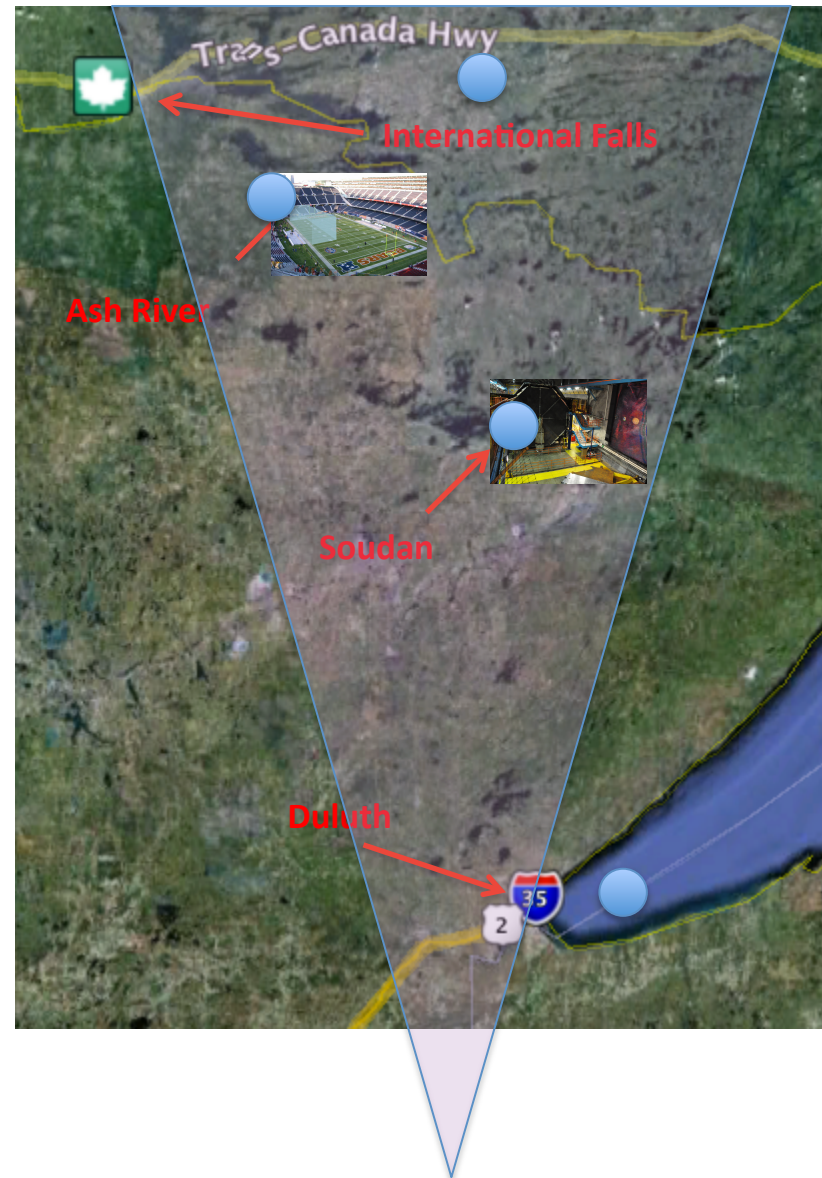 Trans-Canada Hwy
International Falls
Ash River
Soudan
Duluth
35
2